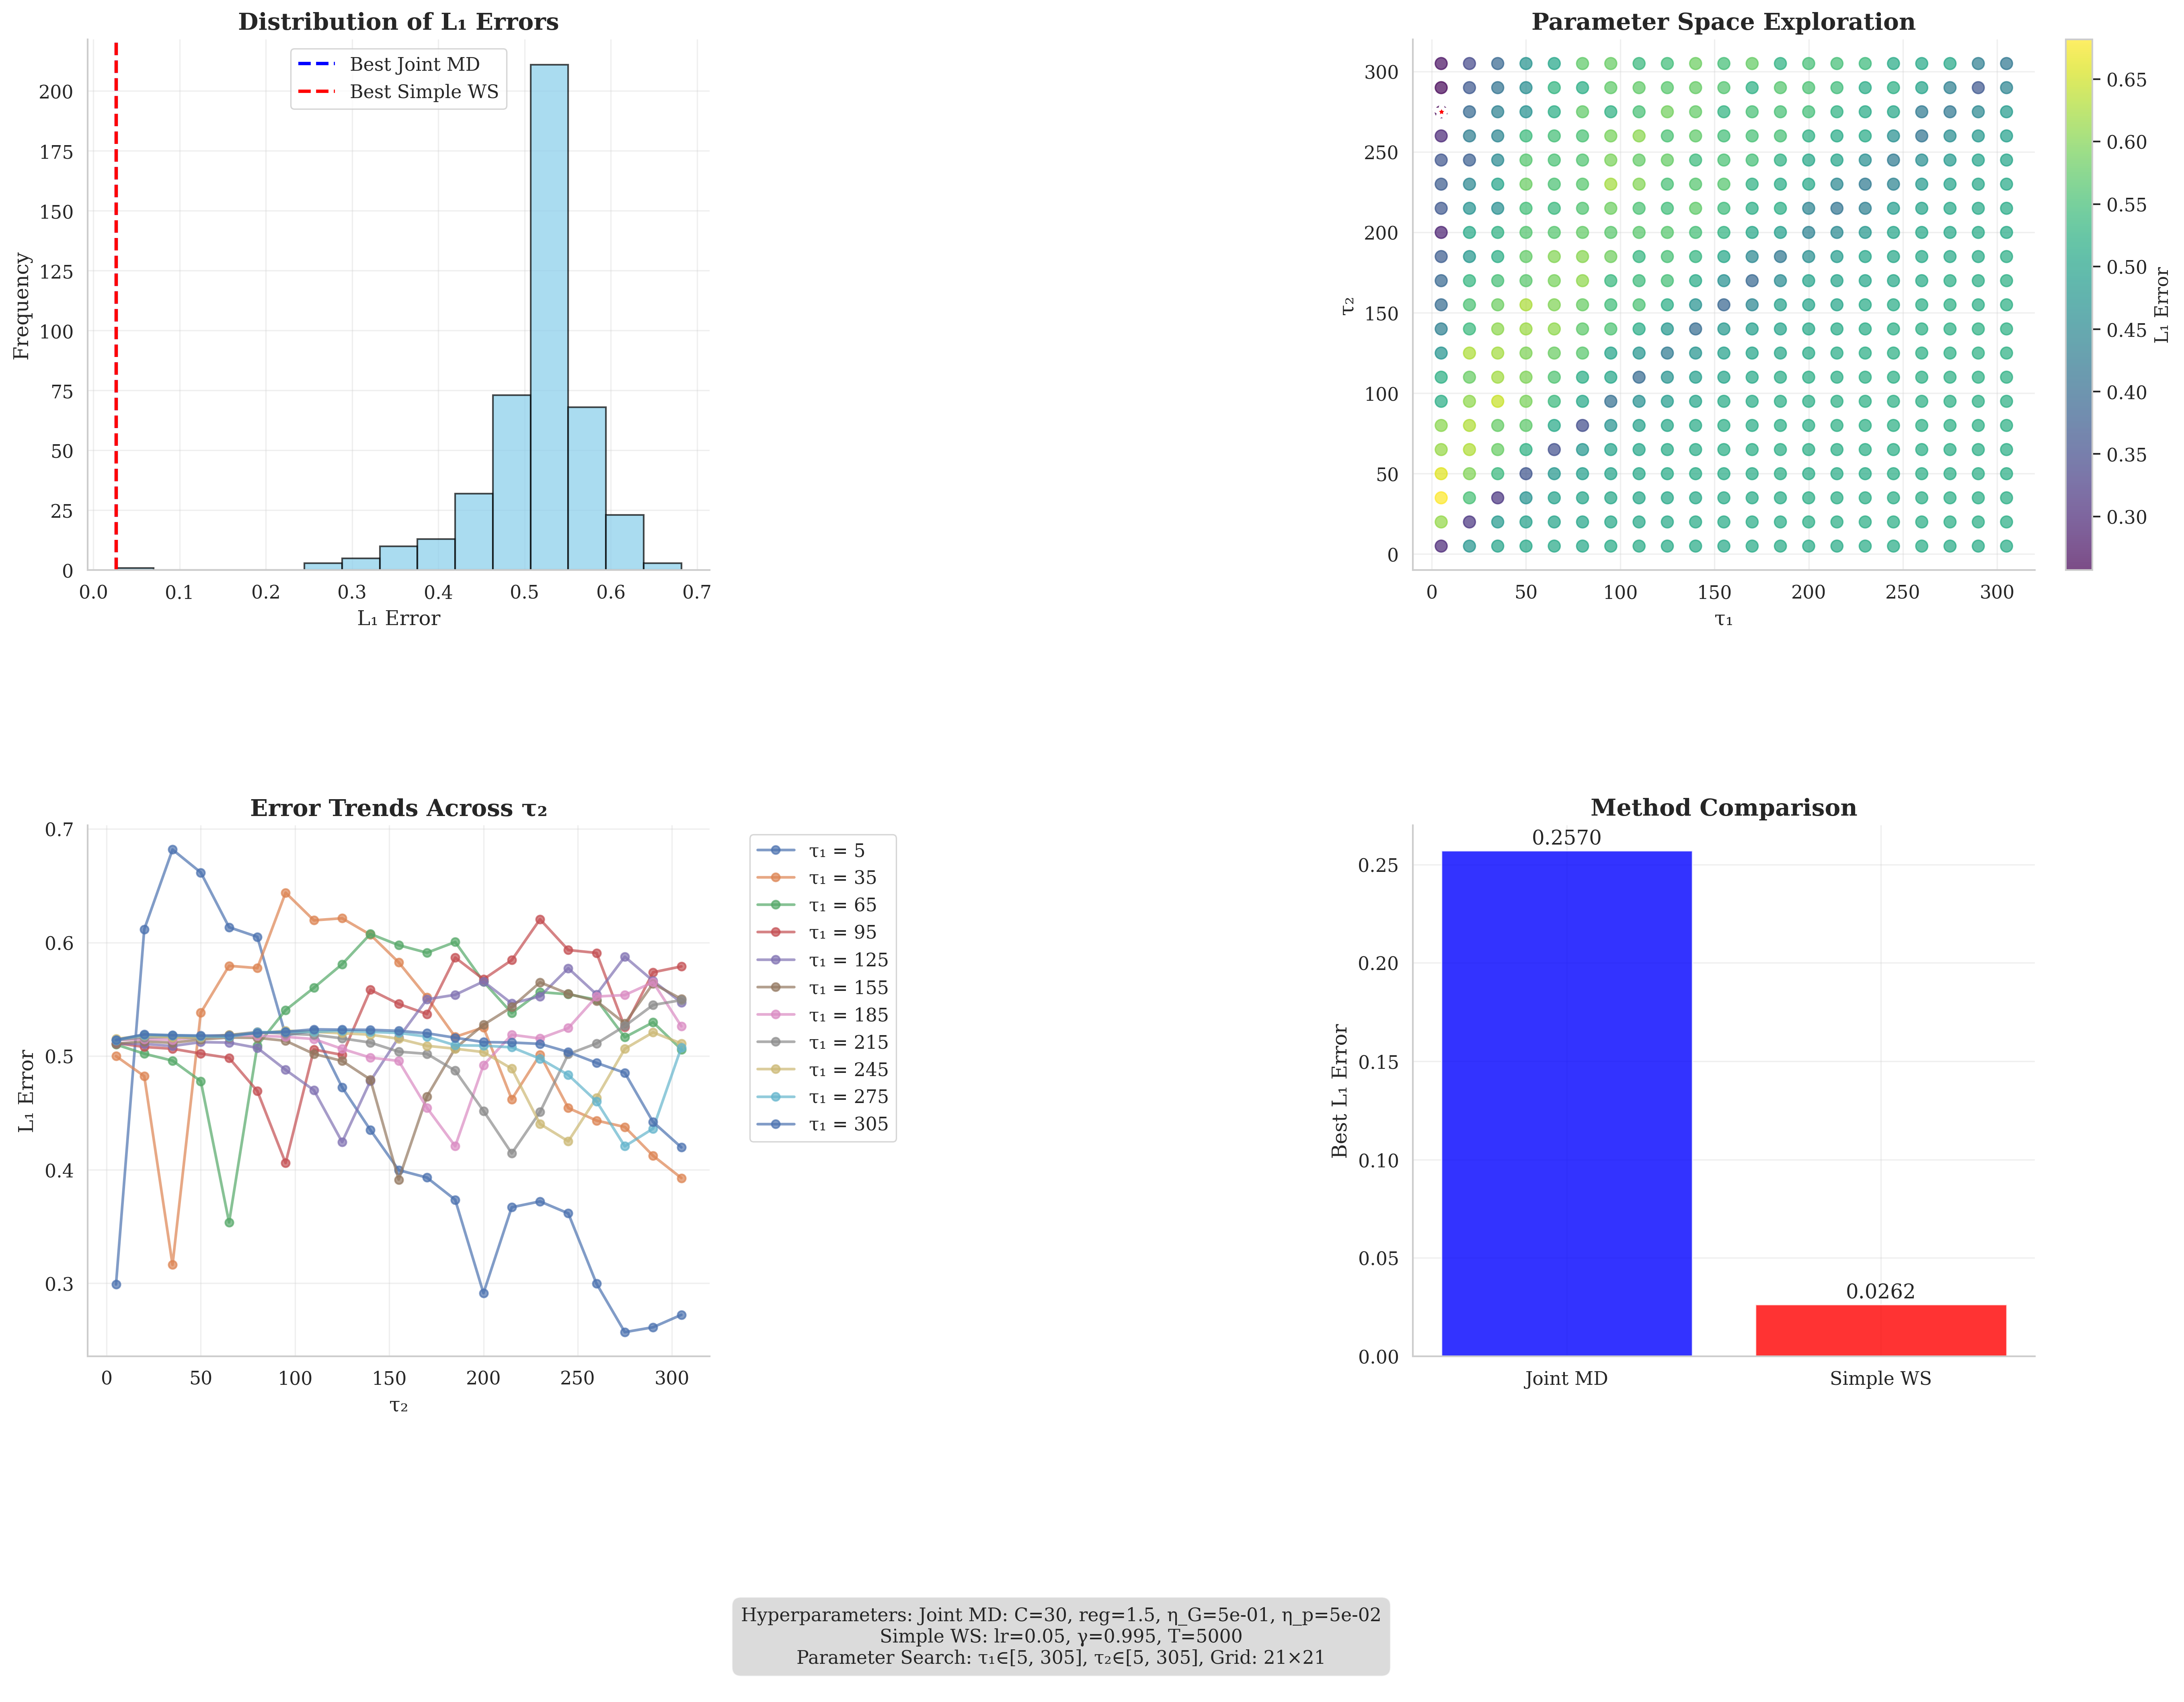 Distribution of L₁ Errors
Best Joint MD
Best Simple WS
200
175
150
125
100
75
50
25
0
Frequency
0.0 0.1 0.2 0.3 0.4 0.5 0.6 0.7
L₁ Error
Parameter Space Exploration
300
250
200
150
100
50
0
τ₂
0 50 100 150 200 250 300
τ₁
0.65
0.60
0.55
0.50
0.45
0.40
0.35
0.30
L₁ Error
Error Trends Across τ₂
0.7
0.6
0.5
0.4
0.3
L₁ Error
0 50 100 150 200 250 300
τ₂
τ₁ = 5
τ₁ = 35
τ₁ = 65
τ₁ = 95
τ₁ = 125
τ₁ = 155
τ₁ = 185
τ₁ = 215
τ₁ = 245
τ₁ = 275
τ₁ = 305
Method Comparison
0.2570
0.0262
0.25
0.20
0.15
0.10
0.05
0.00
Best L₁ Error
Joint MD Simple WS
Hyperparameters: Joint MD: C=30, reg=1.5, η_G=5e-01, η_p=5e-02
Simple WS: lr=0.05, γ=0.995, T=5000
Parameter Search: τ₁∈[5, 305], τ₂∈[5, 305], Grid: 21×21